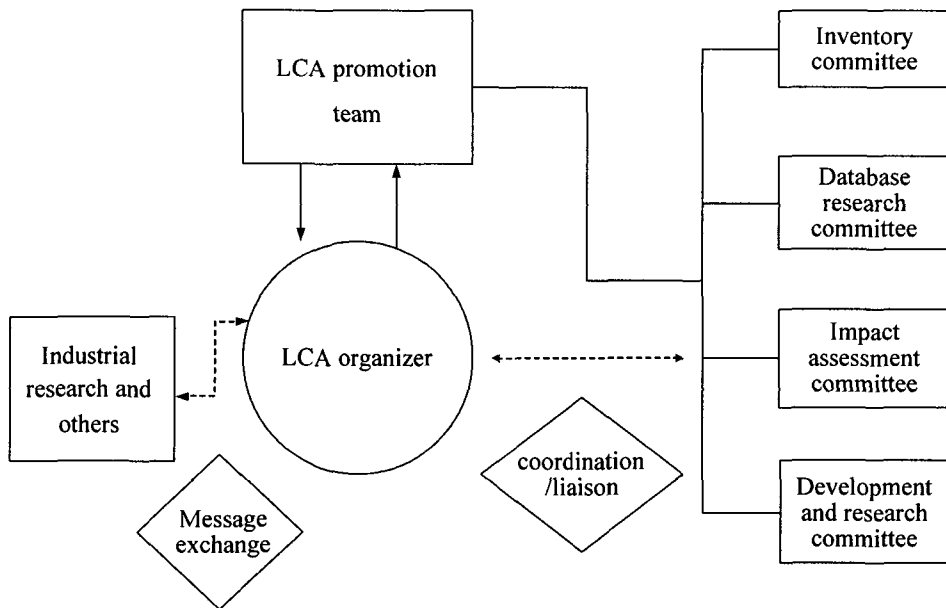 LCA promotion
team
Inventory
committee
Database
research
committee
Industrial
research and
others
LCA organizer
Impact
assessment
committee
coordination
/liaison
Message
exchange
Development
and research
committee